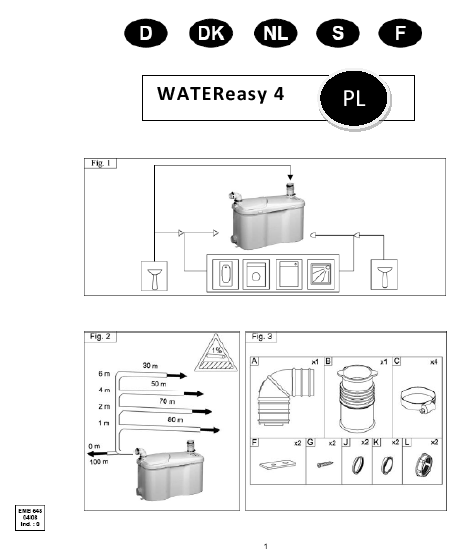 D DK NL S F
WATEReasy 4 PL
Fig. 1
Fig. 2
1%
30 m
6 m
50 m
4 m
70 m
2 m
80 m
1 m
0 m
100 m
Fig. 3
A x1 B x1 C x4
F x2 G x2 J x2 K x2 L x2
EMB 643
04/08
Ind. : 0
1